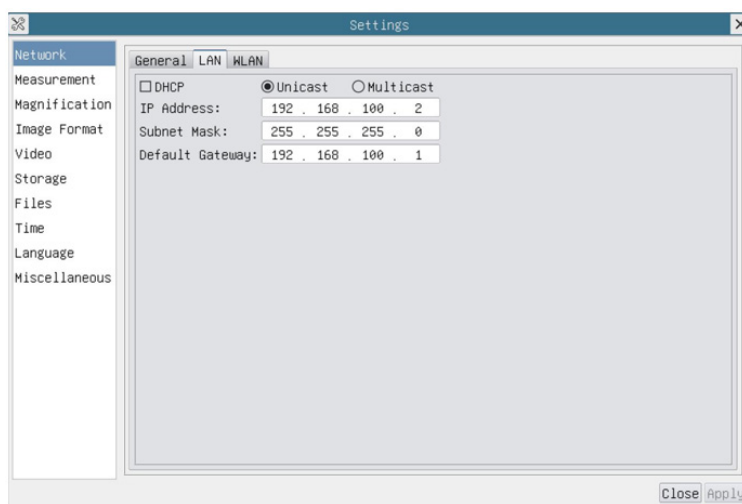 Settings
Network
Measurement
Magnification
Image Format
Video
Storage
Files
Time
Language
Miscellaneous
General LAN WLAN
DHCP Unicast Multicast
IP Address: 192 . 168 . 100 . 2
Subnet Mask: 255 . 255 . 255 . 0
Default Gateway: 192 . 168 . 100 . 1
Close Apply